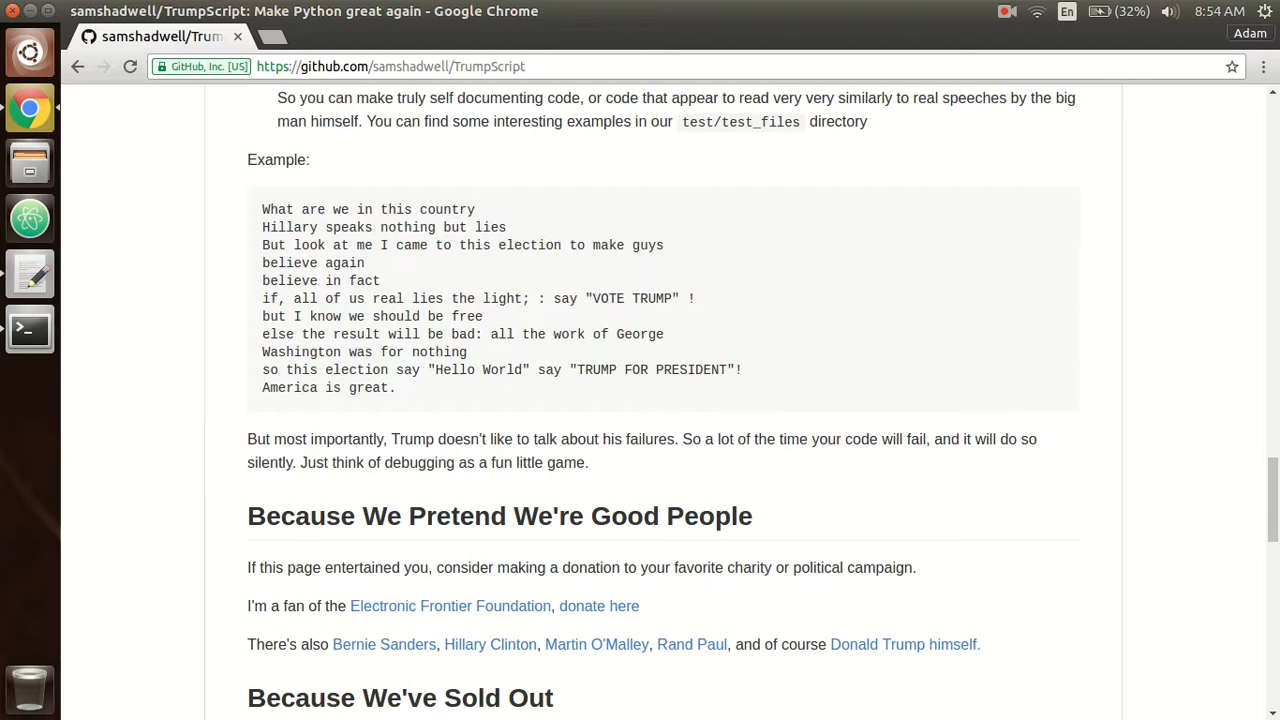 samshadwell/TrumpScript: Make Python great again - Google Chrome
En
(32%)
8:54 AM
samshadwell/Trum
Adam
GitHub, Inc. [US]
https://github.com/samshadwell/TrumpScript
So you can make truly self documenting code, or code that appear to read very very similarly to real speeches by the big
man himself. You can find some interesting examples in our test/test_files directory
Example:
What are we in this country
Hillary speaks nothing but lies
But look at me I came to this election to make guys
believe again
believe in fact
if, all of us real lies the light; : say "VOTE TRUMP" !
but I know we should be free
else the result will be bad: all the work of George
Washington was for nothing
so this election say "Hello World" say "TRUMP FOR PRESIDENT"!
America is great.
But most importantly, Trump doesn't like to talk about his failures. So a lot of the time your code will fail, and it will do so
silently. Just think of debugging as a fun little game.
Because We Pretend We're Good People
If this page entertained you, consider making a donation to your favorite charity or political campaign.
I'm a fan of the Electronic Frontier Foundation, donate here
There's also Bernie Sanders, Hillary Clinton, Martin O'Malley, Rand Paul, and of course Donald Trump himself.
Because We've Sold Out